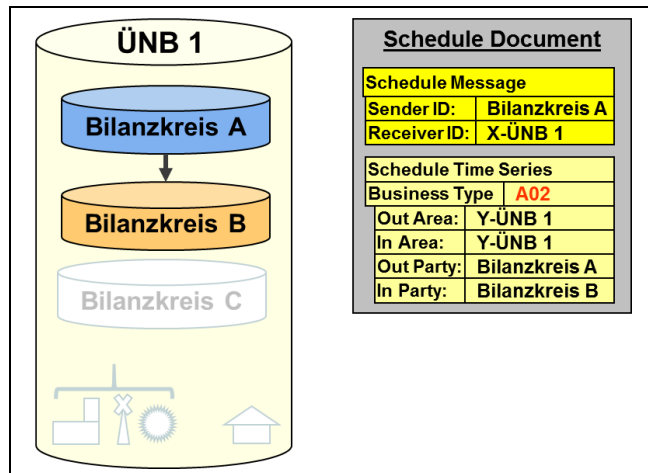 ÜNB 1
Bilanzkreis A
Bilanzkreis B
Bilanzkreis C
Schedule Document
Schedule Message
Sender ID: Bilanzkreis A
Receiver ID: X-ÜNB 1
Schedule Time Series
Business Type A02
Out Area: Y-ÜNB 1
In Area: Y-ÜNB 1
Out Party: Bilanzkreis A
In Party: Bilanzkreis B